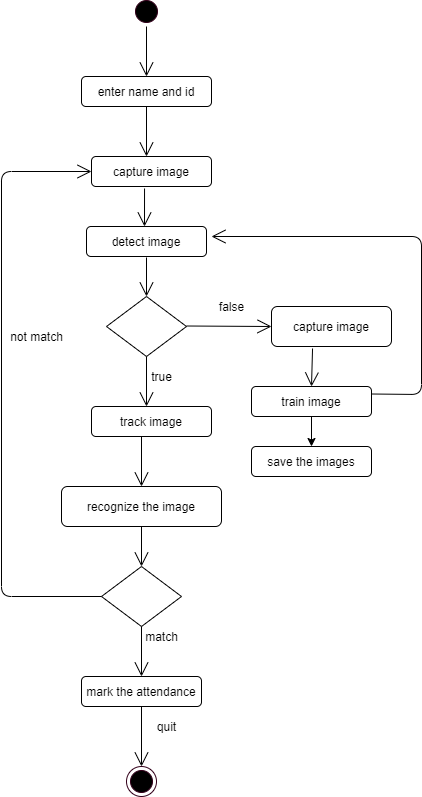 enter name and id
capture image
detect image
false
capture image
not match
true
train image
track image
save the images
recognize the image
match
mark the attendance
quit